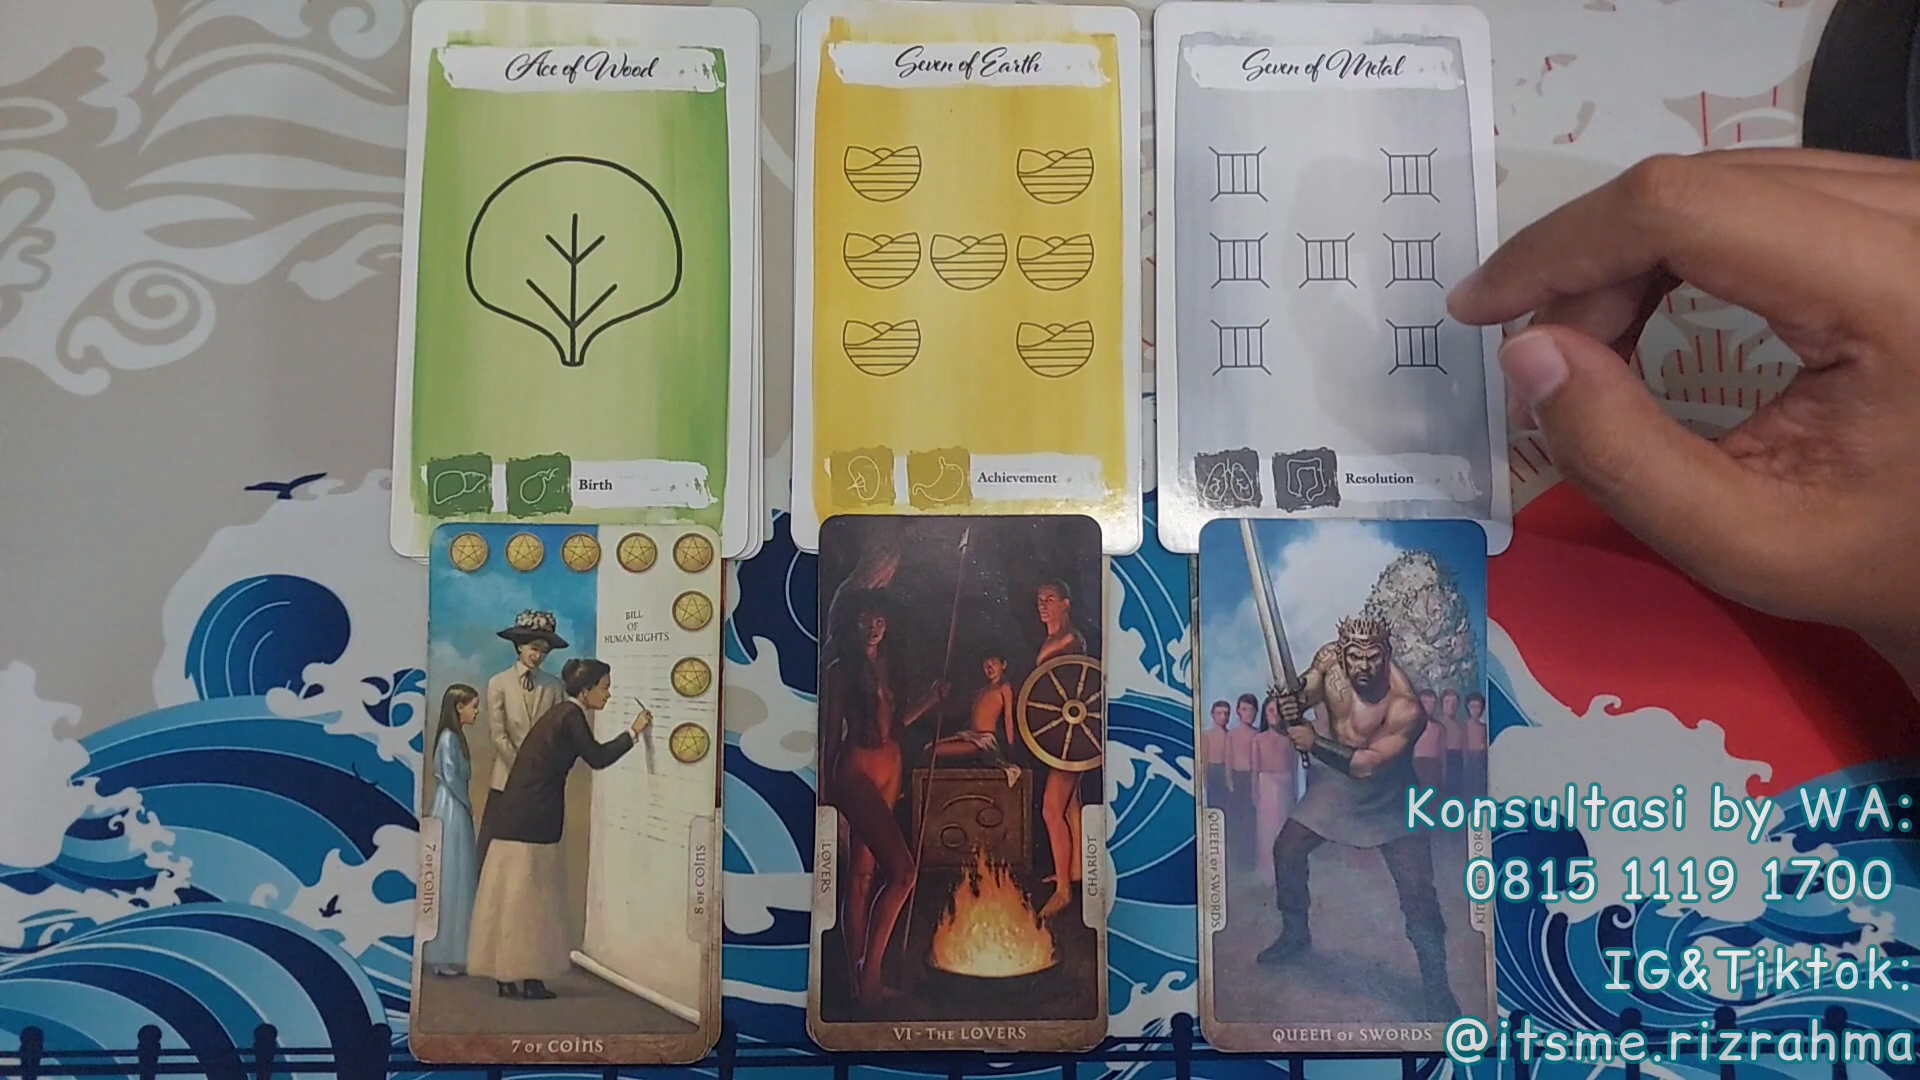 Ace of Wood
Seven of Earth
Seven of Metal
Birth
Achievement
Resolution
BILL
OF
HUMAN RIGHTS
7 OF COINS
8 OF COINS
7 OF COINS
LOVERS
CHARIOT
VI - THE LOVERS
QUEEN OF SWORDS
QUEEN OF SWORDS
Konsultasi by WA:
0815 1119 1700
IG&Tiktok:
@itsme.rizrahma